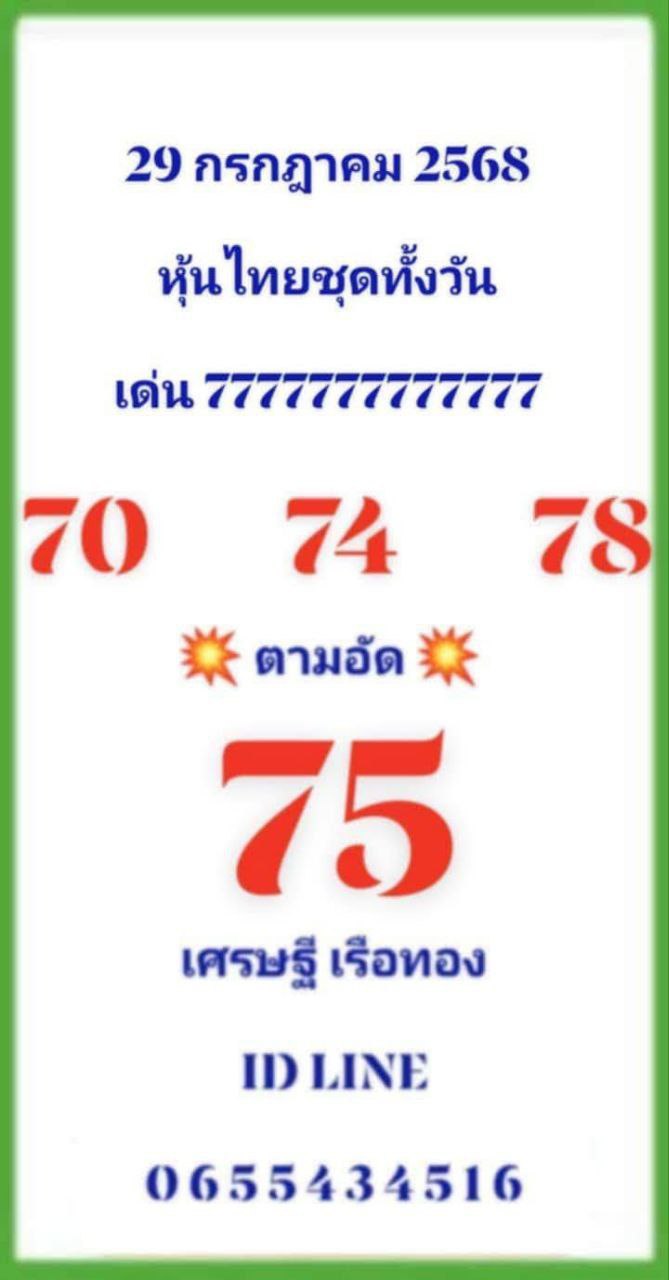 29 กรกฎาคม 2568
หุ้นไทยชุดทั้งวัน
เด่น 7777777777777
70 74 78
💥 ตามอัด 💥
75
เศรษฐี เรือทอง
ID LINE
0655434516